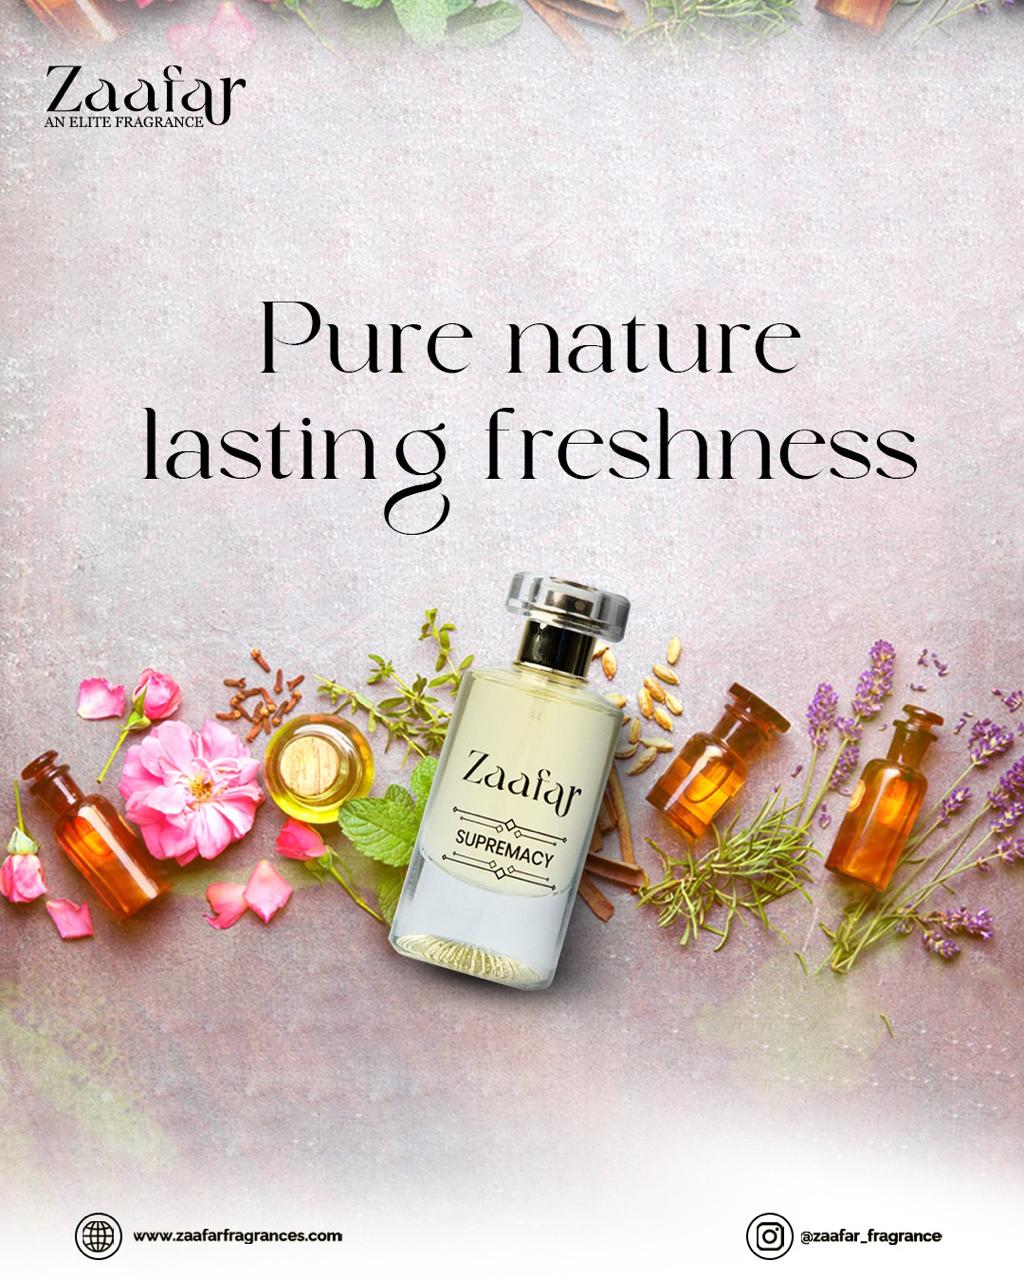 Zaafar
AN ELITE FRAGRANCE
Pure nature
lasting freshness
Zaafar
SUPREMACY
www.zaafarfragrances.com
@zaafar_fragrance